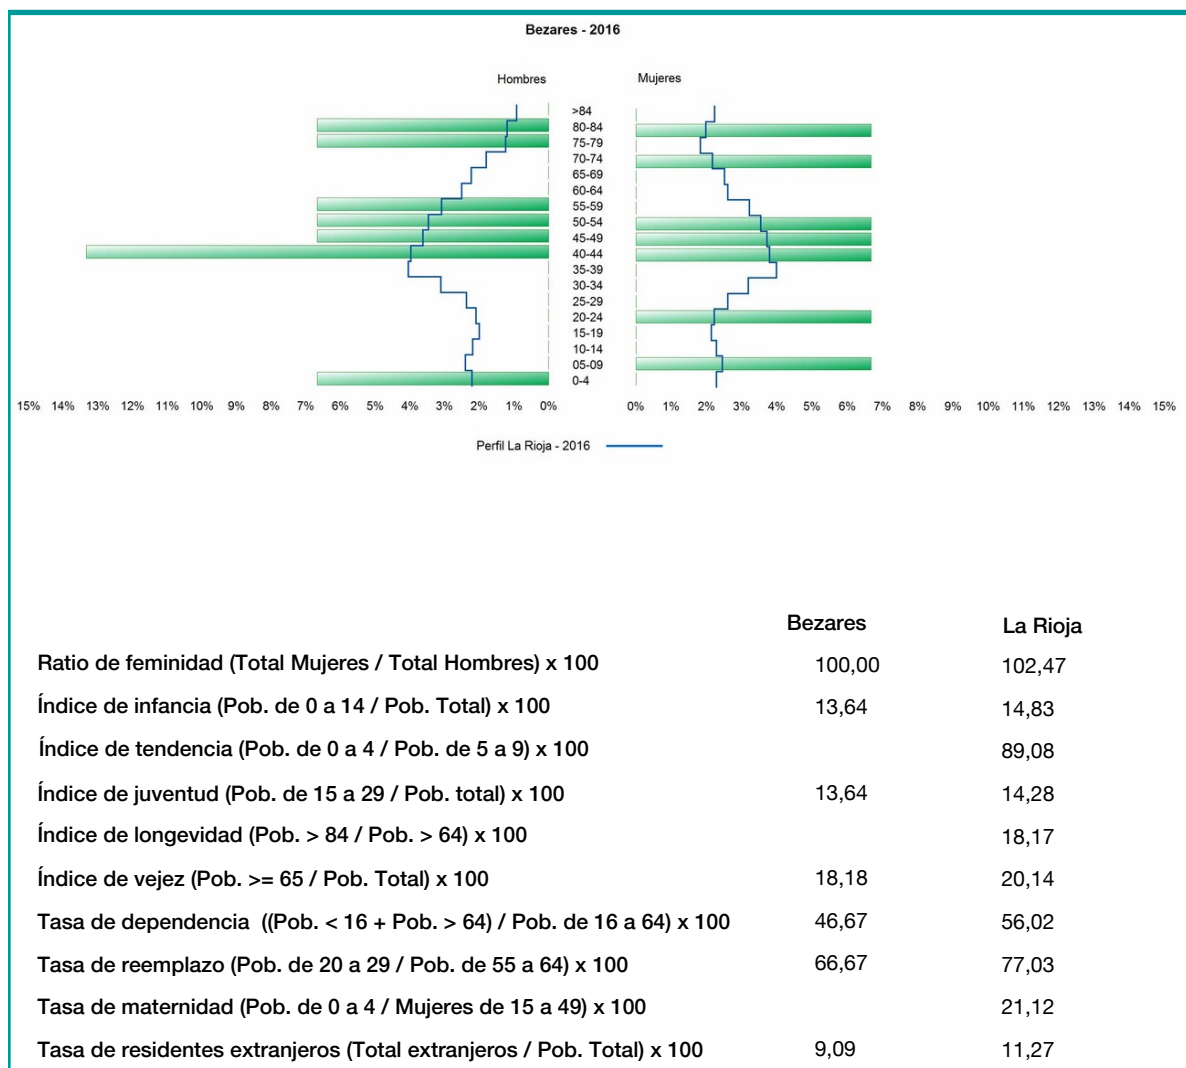 Bezares - 2016
Hombres
Mujeres
>84
80-84
75-79
70-74
65-69
60-64
55-59
50-54
45-49
40-44
35-39
30-34
25-29
20-24
15-19
10-14
05-09
0-4
15% 14% 13% 12% 11% 10% 9% 8% 7% 6% 5% 4% 3% 2% 1% 0%
0% 1% 2% 3% 4% 5% 6% 7% 8% 9% 10% 11% 12% 13% 14% 15%
Perfil La Rioja - 2016
Bezares La Rioja
Ratio de feminidad (Total Mujeres / Total Hombres) x 100 100,00 102,47
Índice de infancia (Pob. de 0 a 14 / Pob. Total) x 100 13,64 14,83
Índice de tendencia (Pob. de 0 a 4 / Pob. de 5 a 9) x 100 89,08
Índice de juventud (Pob. de 15 a 29 / Pob. total) x 100 13,64 14,28
Índice de longevidad (Pob. > 84 / Pob. > 64) x 100 18,17
Índice de vejez (Pob. >= 65 / Pob. Total) x 100 18,18 20,14
Tasa de dependencia ((Pob. < 16 + Pob. > 64) / Pob. de 16 a 64) x 100 46,67 56,02
Tasa de reemplazo (Pob. de 20 a 29 / Pob. de 55 a 64) x 100 66,67 77,03
Tasa de maternidad (Pob. de 0 a 4 / Mujeres de 15 a 49) x 100 21,12
Tasa de residentes extranjeros (Total extranjeros / Pob. Total) x 100 9,09 11,27